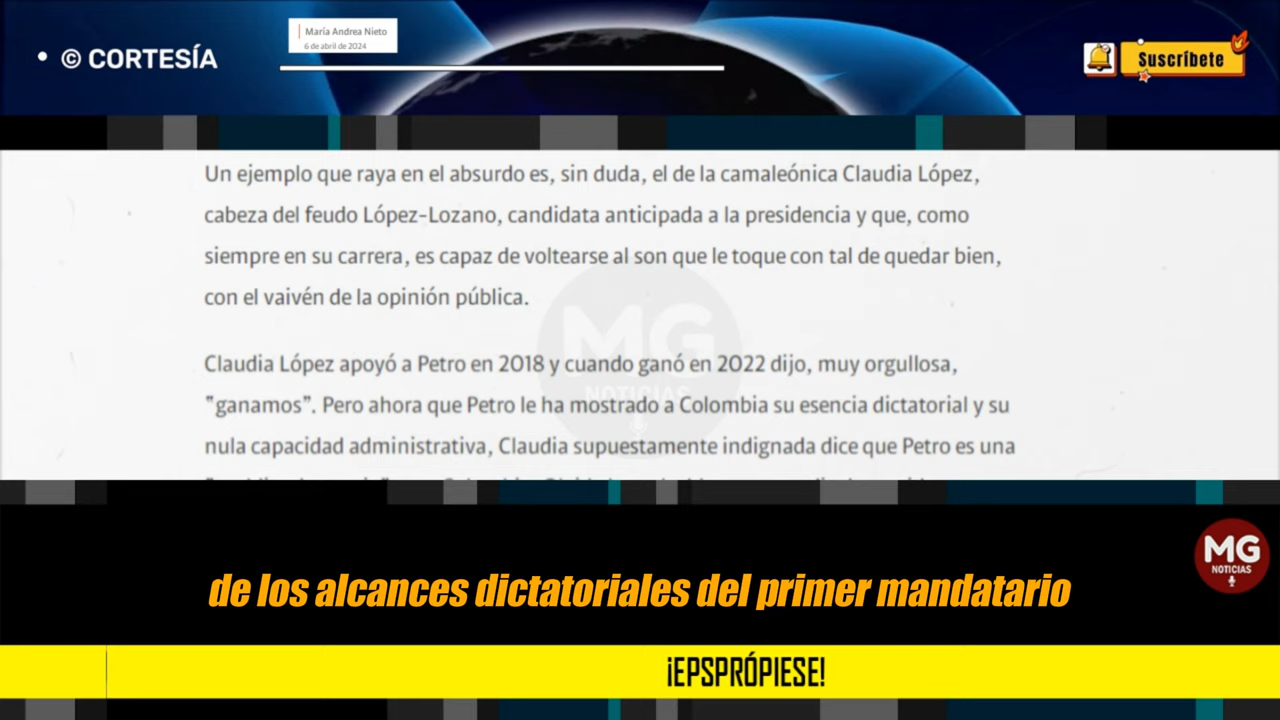 María Andrea Nieto
6 de abril de 2024
• © CORTESÍA
Suscríbete
Un ejemplo que raya en el absurdo es, sin duda, el de la camaleónica Claudia López,
cabeza del feudo López-Lozano, candidata anticipada a la presidencia y que, como
siempre en su carrera, es capaz de voltearse al son que le toque con tal de quedar bien,
con el vaivén de la opinión pública.
Claudia López apoyó a Petro en 2018 y cuando ganó en 2022 dijo, muy orgullosa,
"ganamos". Pero ahora que Petro le ha mostrado a Colombia su esencia dictatorial y su
nula capacidad administrativa, Claudia supuestamente indignada dice que Petro es una
MG
NOTICIAS
MG
NOTICIAS
de los alcances dictatoriales del primer mandatario
¡EPSPRÓPIESE!